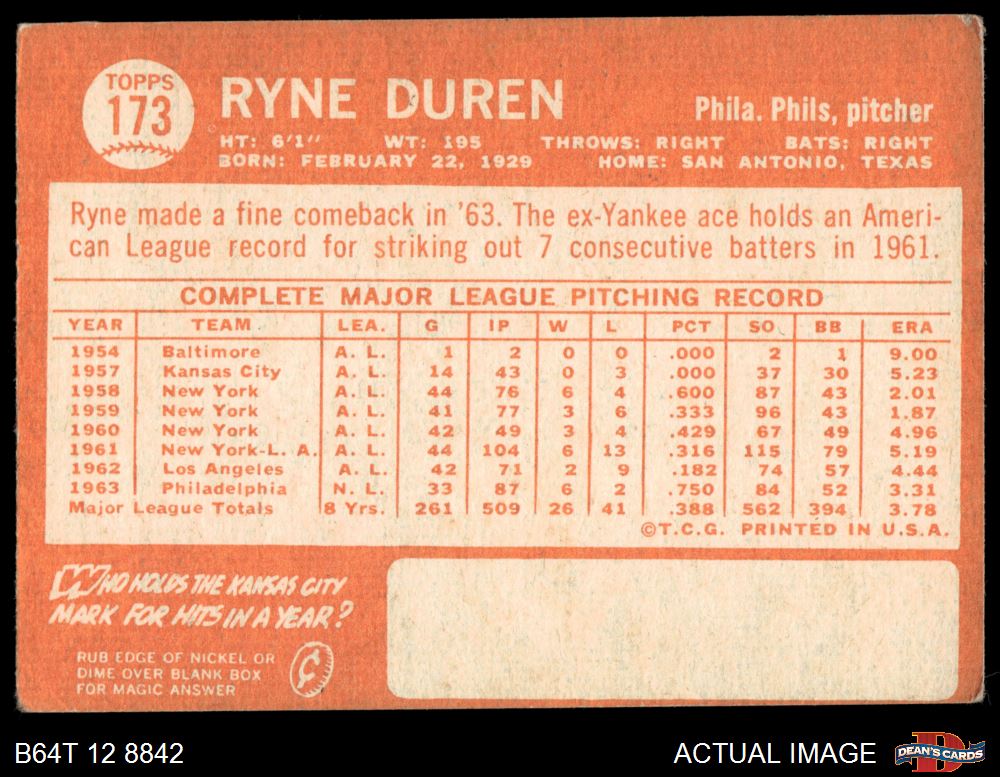 TOPPS
173
RYNE DUREN
Phila. Phils, pitcher
HT: 6'1" WT: 195 THROWS: RIGHT BATS: RIGHT
BORN: FEBRUARY 22, 1929 HOME: SAN ANTONIO, TEXAS
Ryne made a fine comeback in '63. The ex-Yankee ace holds an Ameri-
can League record for striking out 7 consecutive batters in 1961.
COMPLETE MAJOR LEAGUE PITCHING RECORD
YEAR TEAM LEA. G IP W L PCT SO BB ERA
1954 Baltimore A. L. 1 2 0 0 .000 2 1 9.00
1957 Kansas City A. L. 14 43 0 3 .000 37 30 5.23
1958 New York A. L. 44 76 6 4 .600 87 43 2.01
1959 New York A. L. 41 77 3 6 .333 96 43 1.87
1960 New York A. L. 42 49 3 4 .429 67 49 4.96
1961 New York-L. A. A. L. 44 104 6 13 .316 115 79 5.19
1962 Los Angeles A. L. 42 71 2 9 .182 74 57 4.44
1963 Philadelphia N. L. 33 87 6 2 .750 84 52 3.31
Major League Totals 8 Yrs. 261 509 26 41 .388 562 394 3.78
©T.C.G. PRINTED IN U.S.A.
WHO HOLDS THE KANSAS CITY
MARK FOR HITS IN A YEAR?
RUB EDGE OF NICKEL OR
DIME OVER BLANK BOX
FOR MAGIC ANSWER
¢
B64T 12 8842
ACTUAL IMAGE
D
DEAN'S CARDS